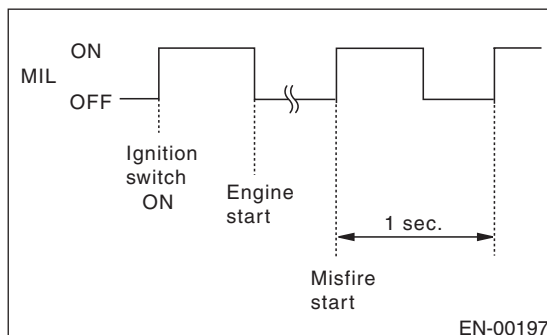 ON
MIL
OFF
Ignition
switch
ON
Engine
start
1 sec.
Misfire
start
EN-00197